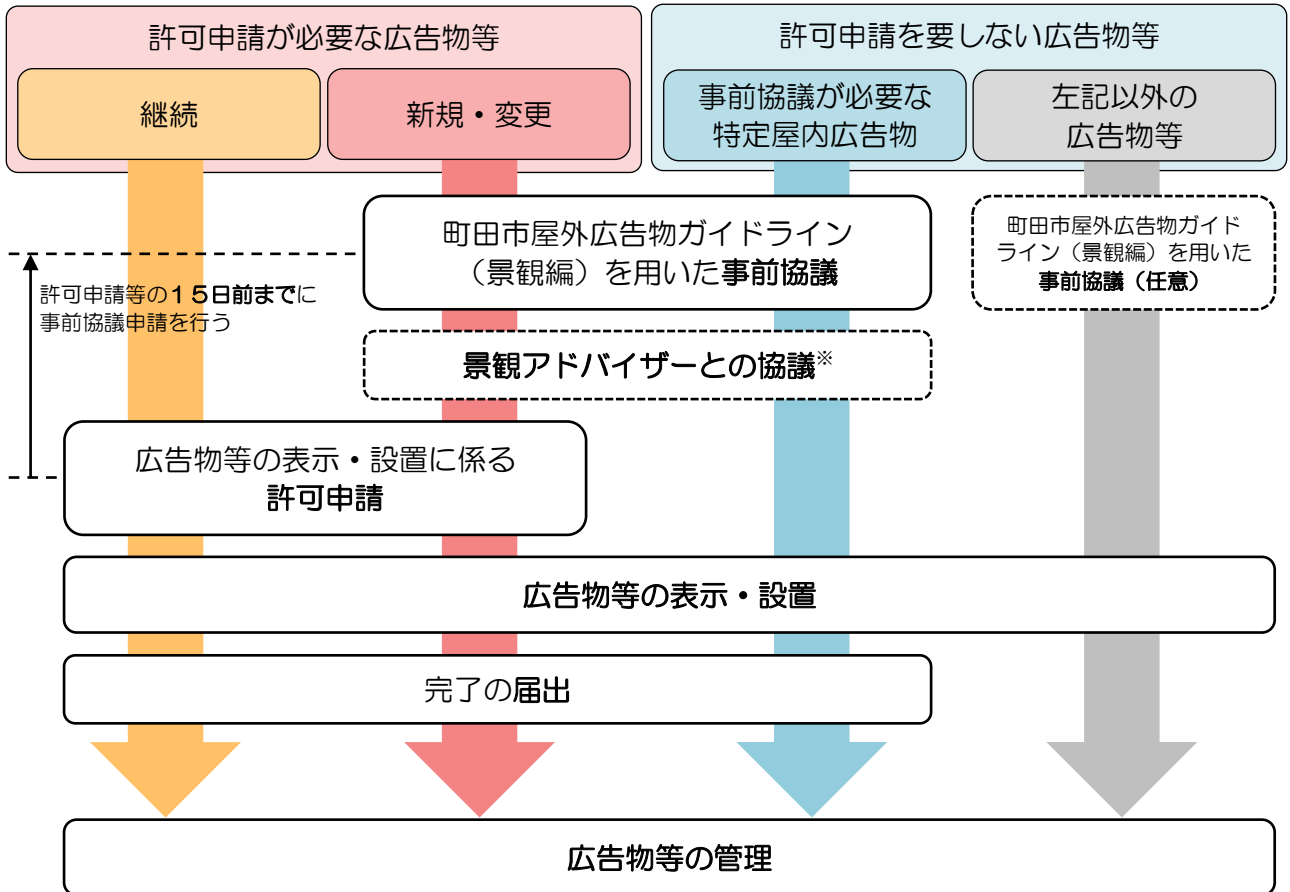 許可申請が必要な広告物等
許可申請を要しない広告物等
継続
新規・変更
事前協議が必要な
特定屋内広告物
左記以外の
広告物等
町田市屋外広告物ガイドライン
（景観編）を用いた事前協議
町田市屋外広告物ガイド
ライン（景観編）を用いた
事前協議（任意）
許可申請等の１５日前までに
事前協議申請を行う
景観アドバイザーとの協議※
広告物等の表示・設置に係る
許可申請
広告物等の表示・設置
完了の届出
広告物等の管理